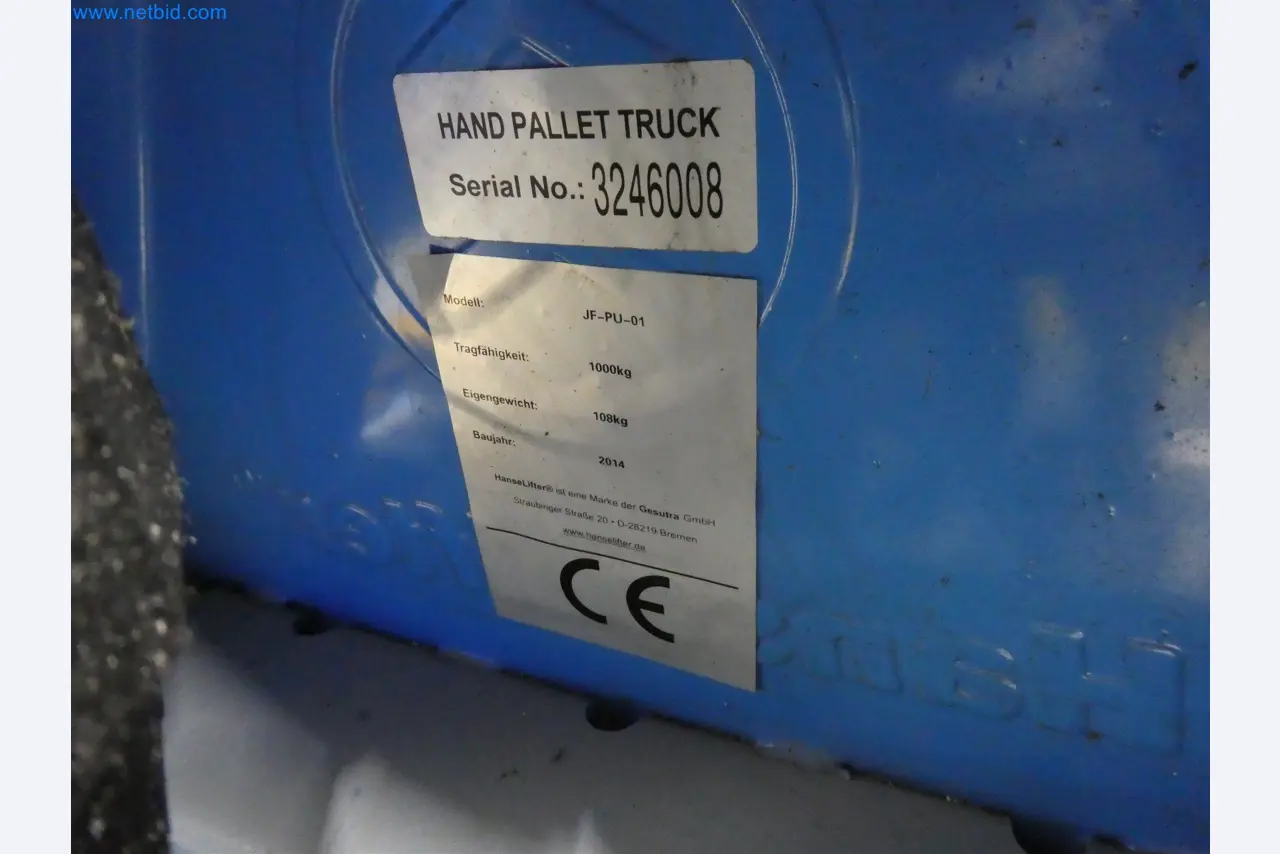 www.netbid.com
HAND PALLET TRUCK
Serial No.: 3246008
Modell: JF-PU-01
Tragfähigkeit: 1000kg
Eigengewicht: 108kg
Baujahr: 2014
HanseLifter® ist eine Marke der Gesutra GmbH
Straubinger Straße 20 • D-28219 Bremen
www.hanselifter.de
CE